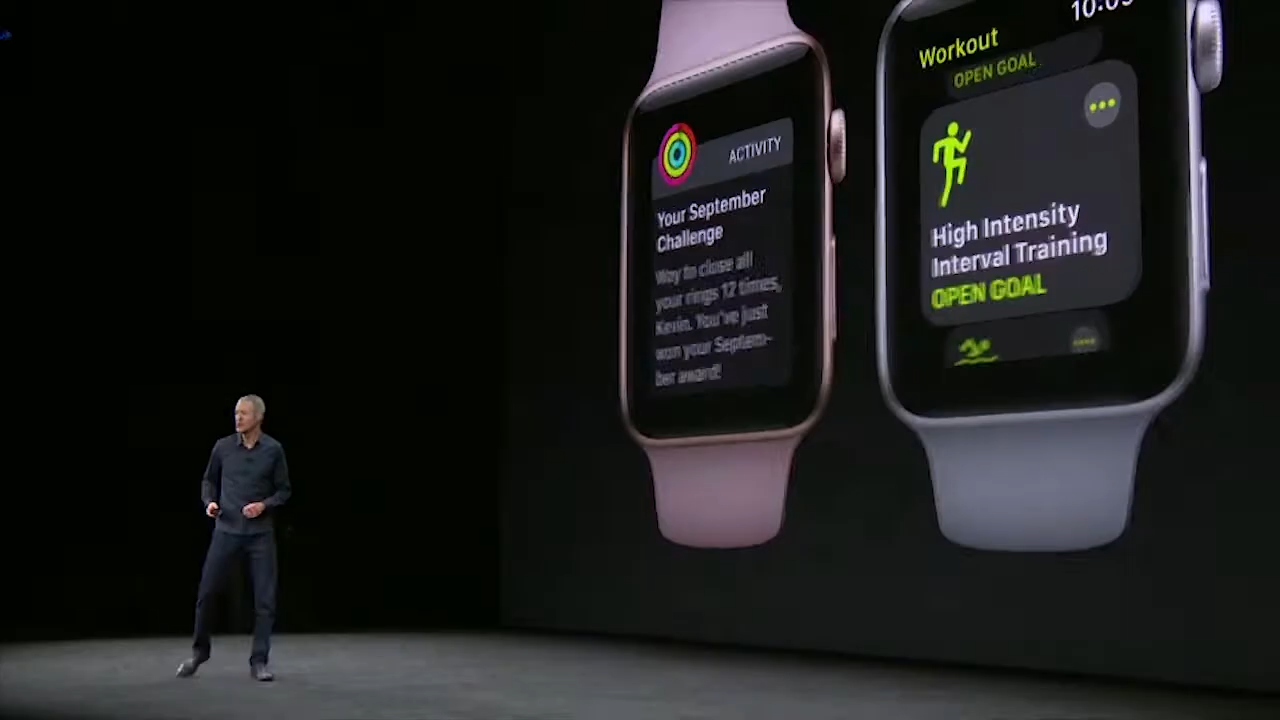 ACTIVITY
Your September
Challenge
Way to close all
your rings 12 times,
Kevin. You've just
won your Septem-
ber award!
10:09
Workout
OPEN GOAL
High Intensity
Interval Training
OPEN GOAL